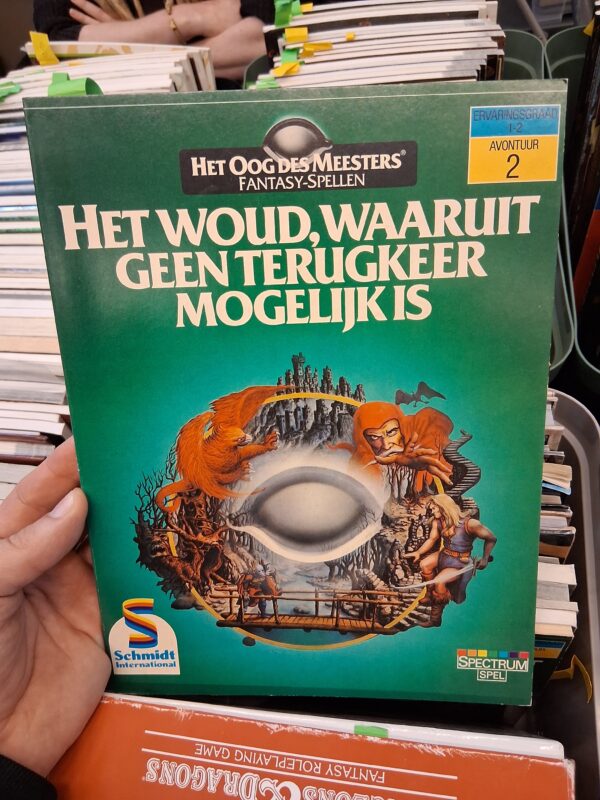 HET OOG DES MEESTERS®
FANTASY-SPELLEN
ERVARINGSGRAAD
1-2
AVONTUUR
2
HET WOUD, WAARUIT
GEEN TERUGKEER
MOGELIJK IS
S
Schmidt
International
SPECTRUM
SPEL
FANTASY ROLEPLAYING GAME
&DRAGONS